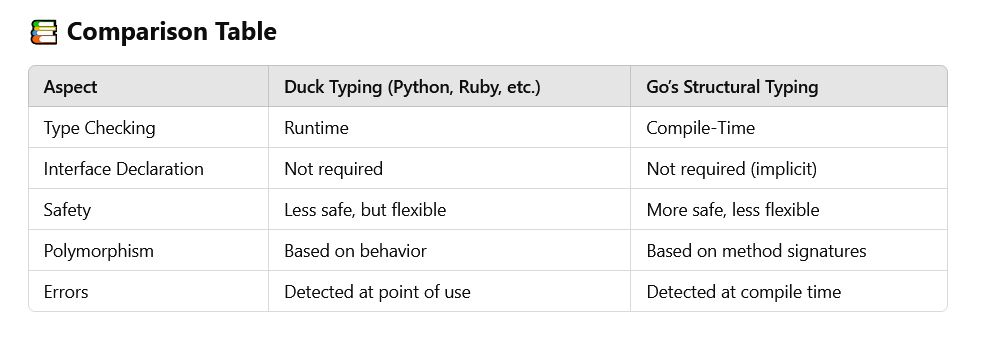 📚 Comparison Table
Aspect Duck Typing (Python, Ruby, etc.) Go’s Structural Typing
Type Checking Runtime Compile-Time
Interface Declaration Not required Not required (implicit)
Safety Less safe, but flexible More safe, less flexible
Polymorphism Based on behavior Based on method signatures
Errors Detected at point of use Detected at compile time